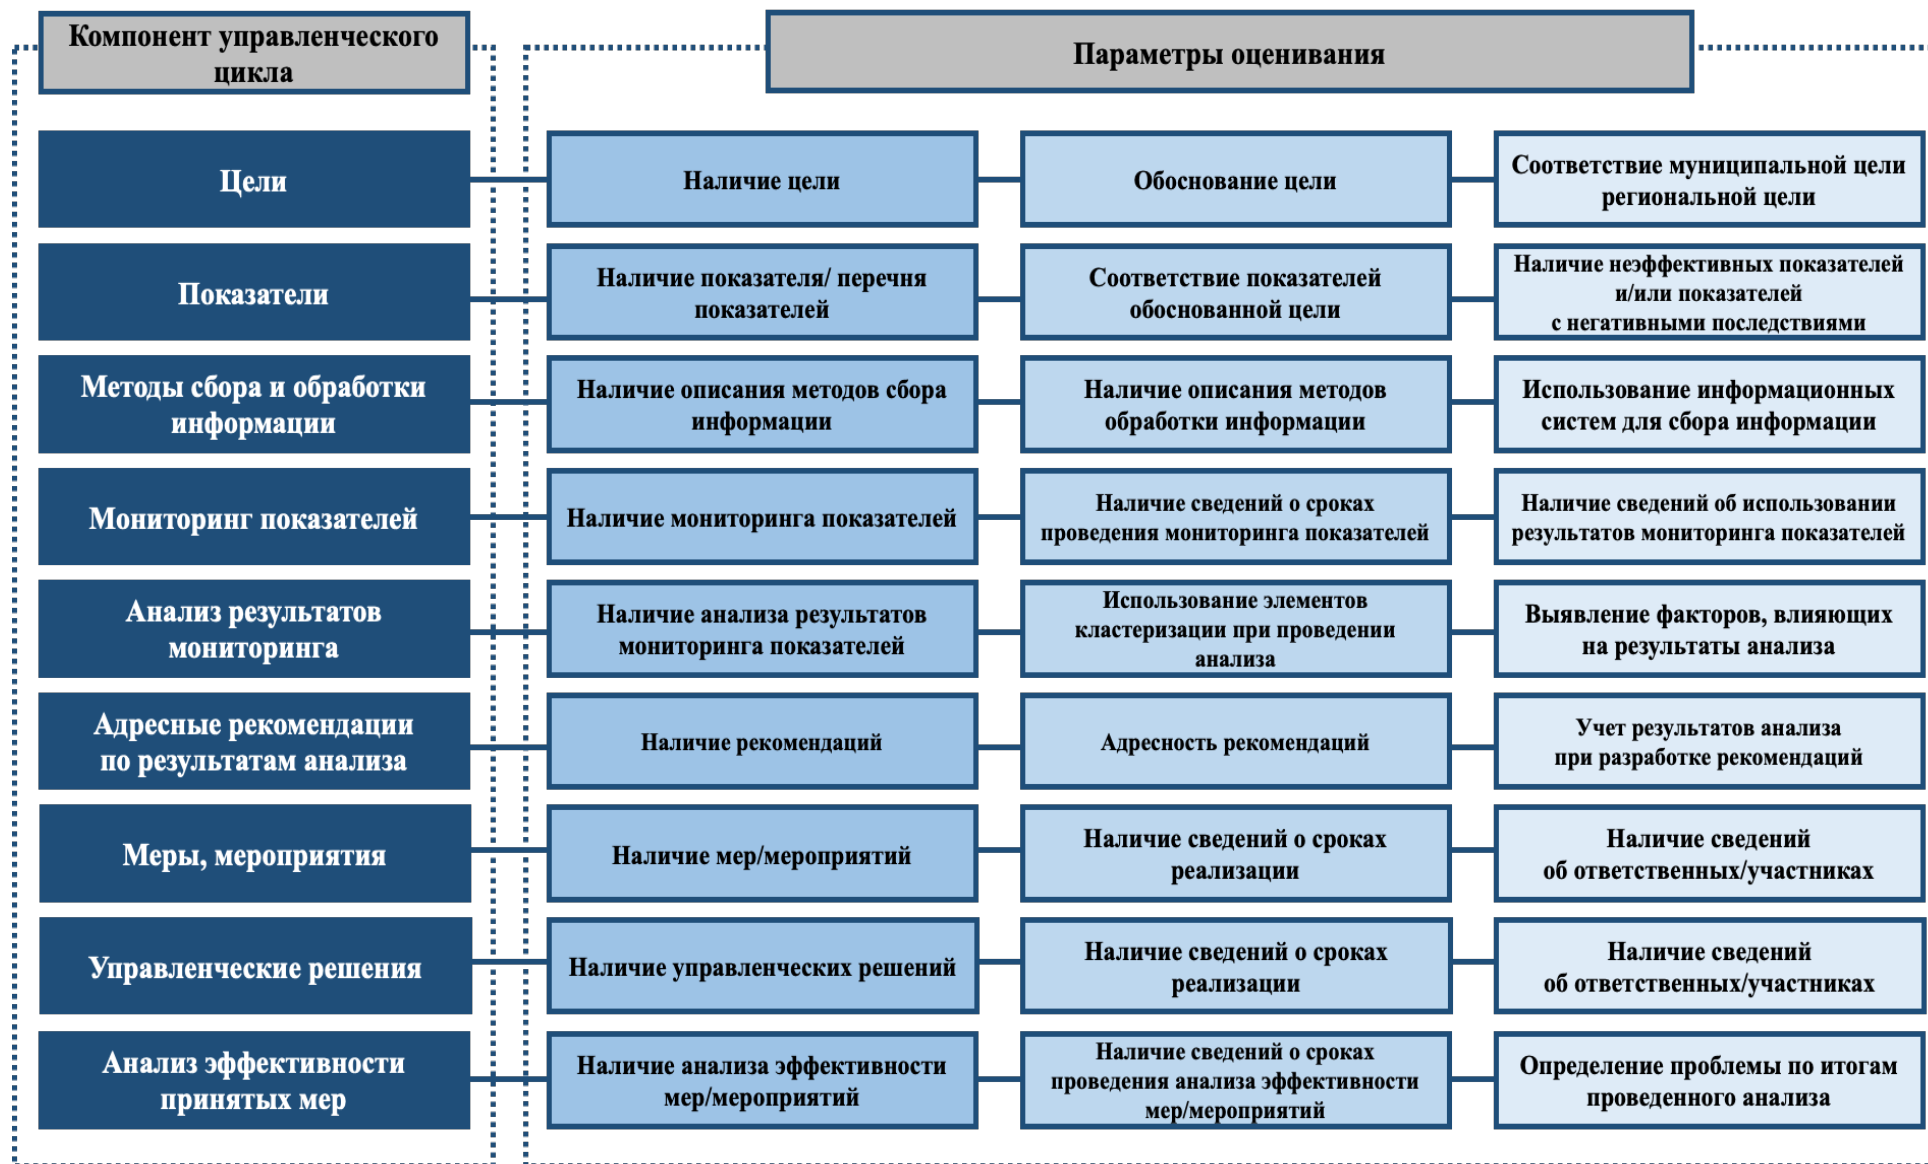 Компонент управленческого
цикла
Параметры оценивания
Цели
Наличие цели
Обоснование цели
Соответствие муниципальной цели
региональной цели
Показатели
Наличие показателя/ перечня
показателей
Соответствие показателей
обоснованной цели
Наличие неэффективных показателей
и/или показателей
с негативными последствиями
Методы сбора и обработки
информации
Наличие описания методов сбора
информации
Наличие описания методов
обработки информации
Использование информационных
систем для сбора информации
Мониторинг показателей
Наличие мониторинга показателей
Наличие сведений о сроках
проведения мониторинга показателей
Наличие сведений об использовании
результатов мониторинга показателей
Анализ результатов
мониторинга
Наличие анализа результатов
мониторинга показателей
Использование элементов
кластеризации при проведении
анализа
Выявление факторов, влияющих
на результаты анализа
Адресные рекомендации
по результатам анализа
Наличие рекомендаций
Адресность рекомендаций
Учет результатов анализа
при разработке рекомендаций
Меры, мероприятия
Наличие мер/мероприятий
Наличие сведений о сроках
реализации
Наличие сведений
об ответственных/участниках
Управленческие решения
Наличие управленческих решений
Наличие сведений о сроках
реализации
Наличие сведений
об ответственных/участниках
Анализ эффективности
принятых мер
Наличие анализа эффективности
мер/мероприятий
Наличие сведений о сроках
проведения анализа эффективности
мер/мероприятий
Определение проблемы по итогам
проведенного анализа